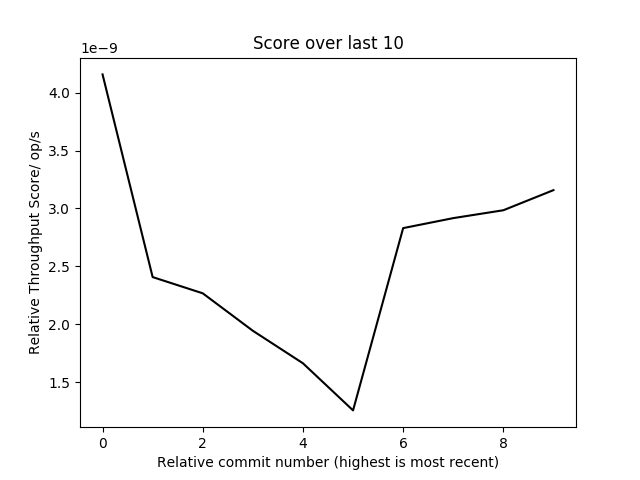 Score over last 10
1e−9
4.0
3.5
3.0
2.5
2.0
1.5
Relative Throughput Score/ op/s
0 2 4 6 8
Relative commit number (highest is most recent)